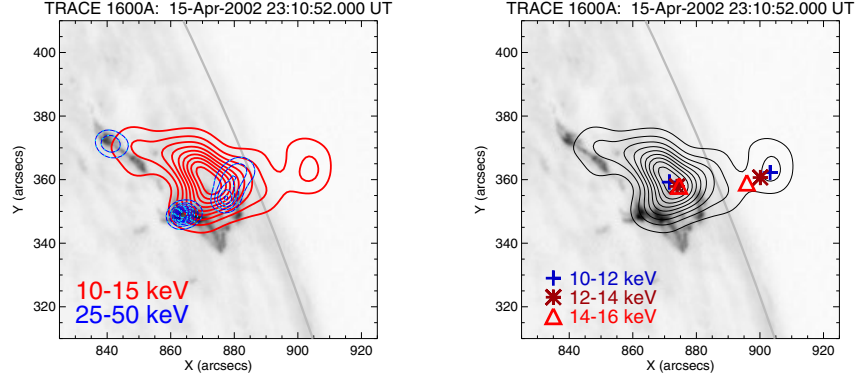 TRACE 1600A: 15-Apr-2002 23:10:52.000 UT
400
380
360
340
320
Y (arcsecs)
10-15 keV
25-50 keV
840 860 880 900 920
X (arcsecs)
TRACE 1600A: 15-Apr-2002 23:10:52.000 UT
400
380
360
340
320
Y (arcsecs)
10-12 keV
12-14 keV
14-16 keV
840 860 880 900 920
X (arcsecs)